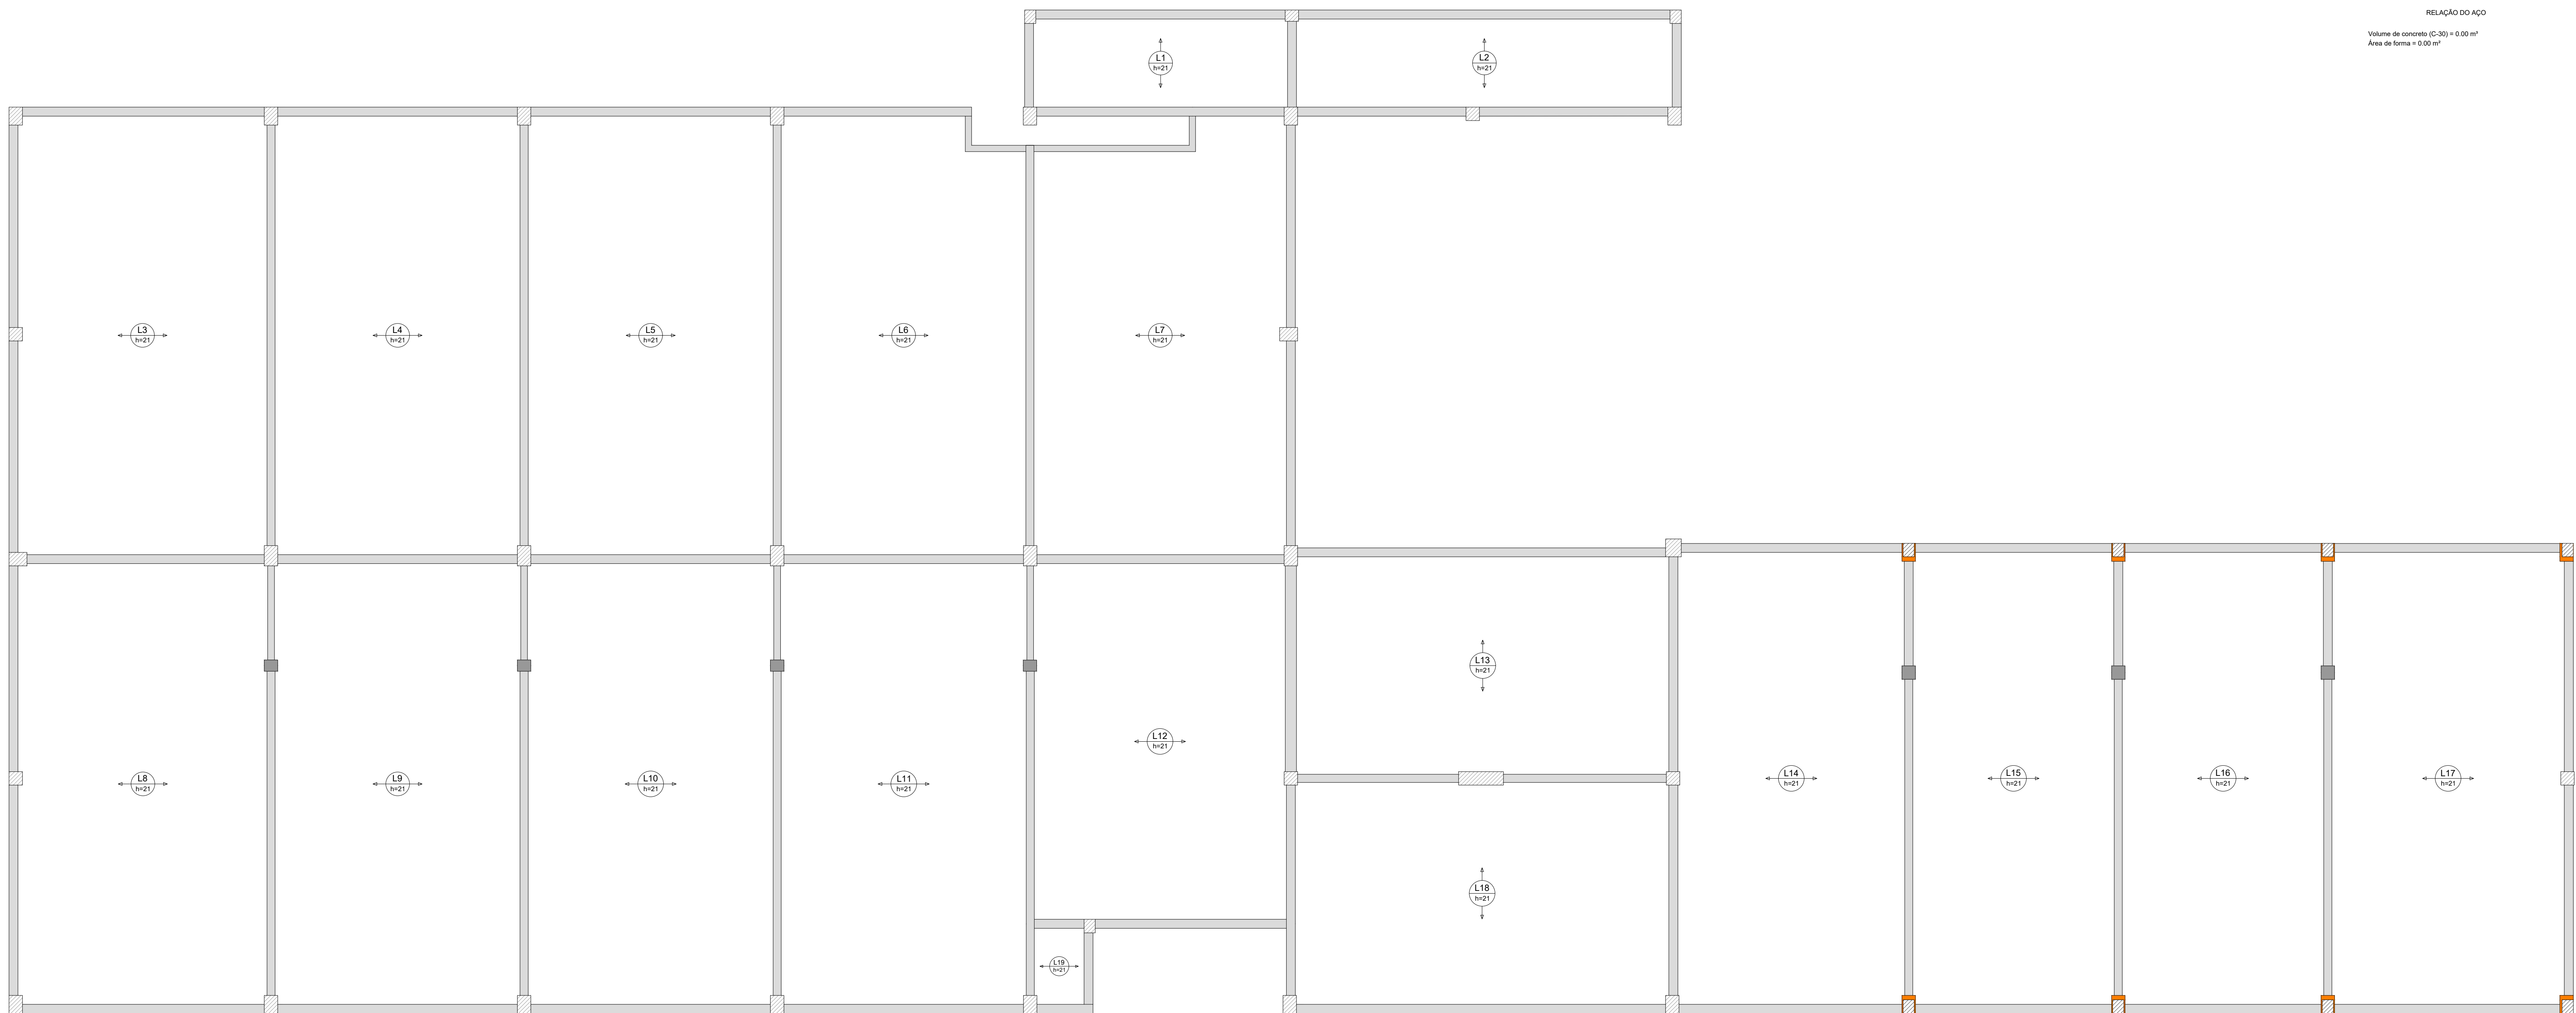 RELAÇÃO DO AÇO
Volume de concreto (C-30) = 0.00 m³
Área de forma = 0.00 m²
L1
h=21
L2
h=21
L3
h=21
L4
h=21
L5
h=21
L6
h=21
L7
h=21
L8
h=21
L9
h=21
L10
h=21
L11
h=21
L12
h=21
L13
h=21
L14
h=21
L15
h=21
L16
h=21
L17
h=21
L18
h=21
L19
h=21